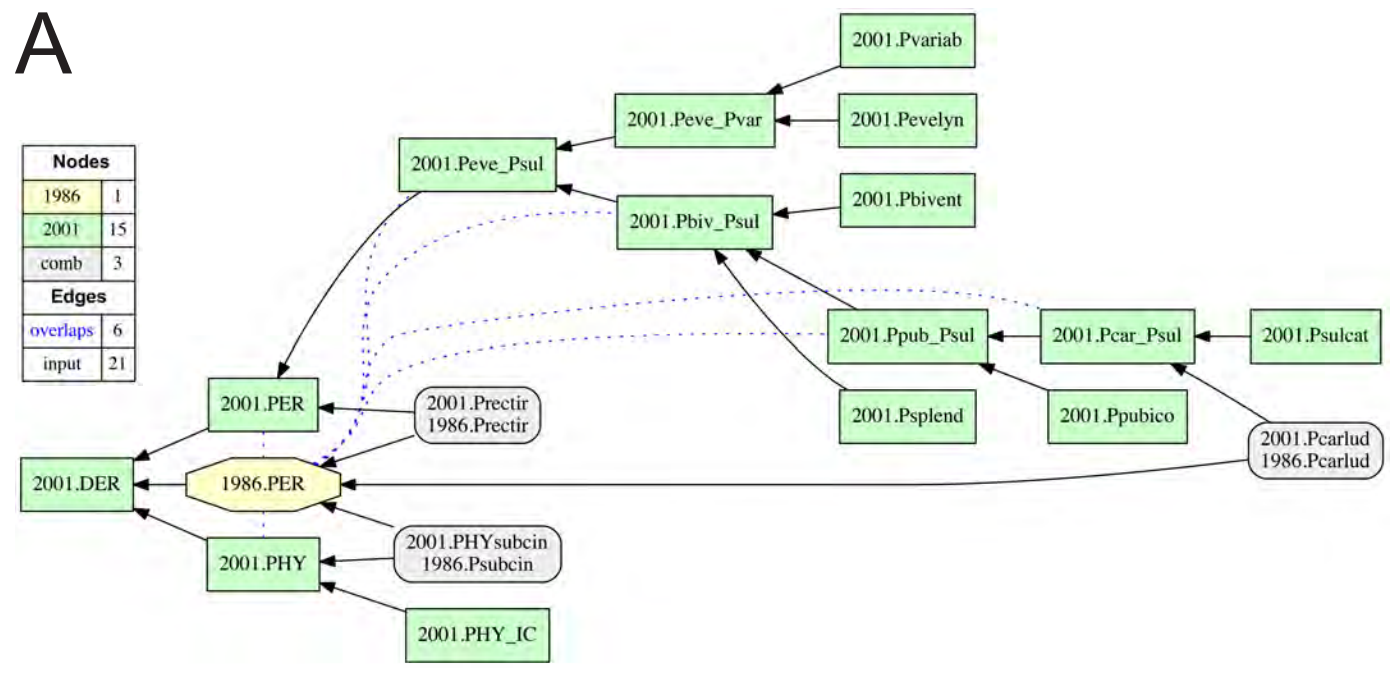 A
2001.Pvariab
2001.Peve_Pvar
2001.Pevelyn
2001.Peve_Psul
2001.Pbivent
2001.Pbiv_Psul
Nodes
1986 1
2001 15
comb 3
Edges
overlaps 6
input 21
2001.Ppub_Psul
2001.Pcar_Psul
2001.Psulcat
2001.PER
2001.Prectir
1986.Prectir
2001.Psplend
2001.Ppubico
2001.Pcarlud
1986.Pcarlud
2001.DER
1986.PER
2001.PHYsubcin
1986.Psubcin
2001.PHY
2001.PHY_IC